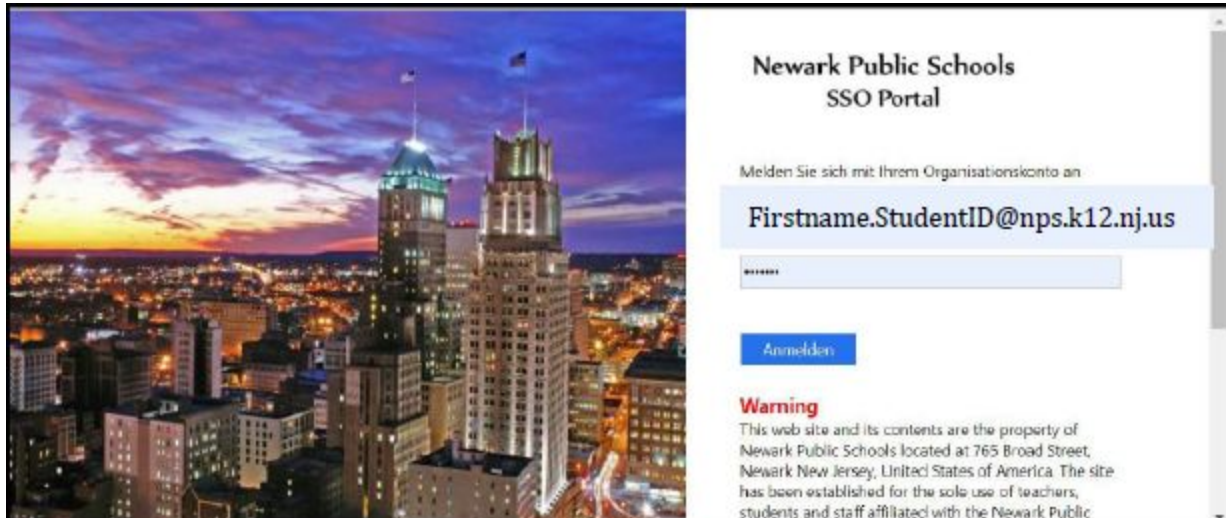 Newark Public Schools
SSO Portal
Melden Sie sich mit Ihrem Organisationskonto an
Firstname.StudentID@nps.k12.nj.us
•••••••
Anmelden
Warning
This web site and its contents are the property of
Newark Public Schools located at 765 Broad Street,
Newark New Jersey, United States of America. The site
has been established for the sole use of teachers,
students and staff affiliated with the Newark Public